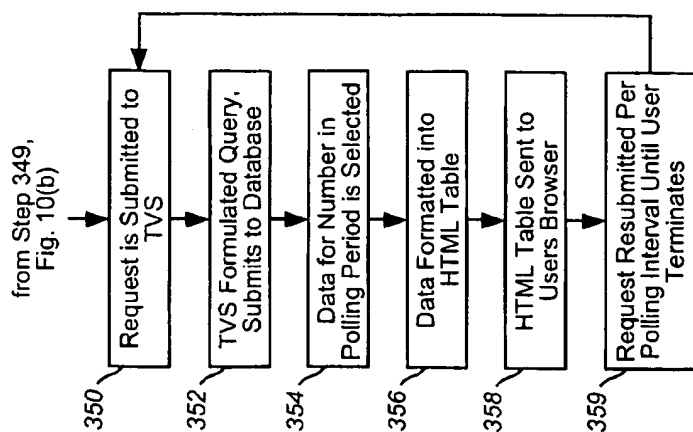 from Step 349,
Fig. 10(b)
350
Request is Submitted to
TVS
352
TVS Formulated Query,
Submits to Database
354
Data for Number in
Polling Period is Selected
356
Data Formatted into
HTML Table
358
HTML Table Sent to
Users Browser
359
Request Resubmitted Per
Polling Interval Until User
Terminates